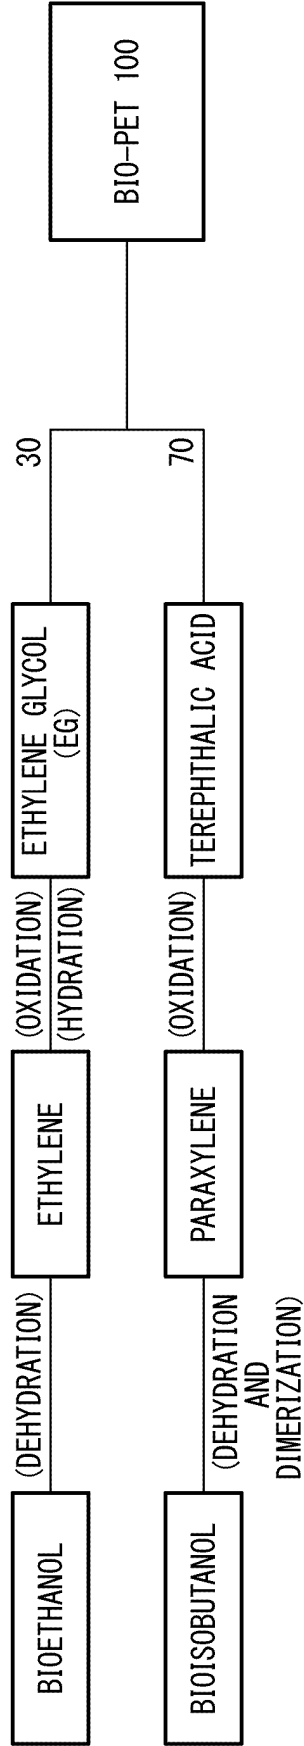 BIOETHANOL
(DEHYDRATION)
ETHYLENE
(OXIDATION)
(HYDRATION)
ETHYLENE GLYCOL
(EG)
30
BIOISOBUTANOL
(DEHYDRATION
AND
DIMERIZATION)
PARAXYLENE
(OXIDATION)
TEREPHTHALIC ACID
70
BIO-PET 100